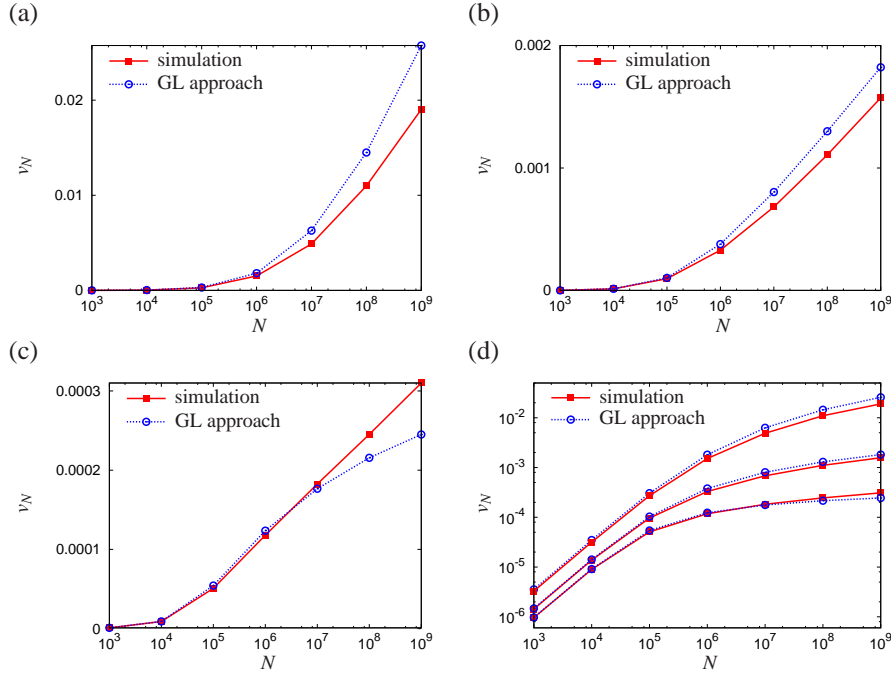 (a)
simulation
GL approach
0.02
0.01
0
v_N
10^3 10^4 10^5 10^6 10^7 10^8 10^9
N
(b)
simulation
GL approach
0.002
0.001
0
v_N
10^3 10^4 10^5 10^6 10^7 10^8 10^9
N
(c)
simulation
GL approach
0.0003
0.0002
0.0001
0
v_N
10^3 10^4 10^5 10^6 10^7 10^8 10^9
N
(d)
simulation
GL approach
10^-2
10^-3
10^-4
10^-5
10^-6
v_N
10^3 10^4 10^5 10^6 10^7 10^8 10^9
N